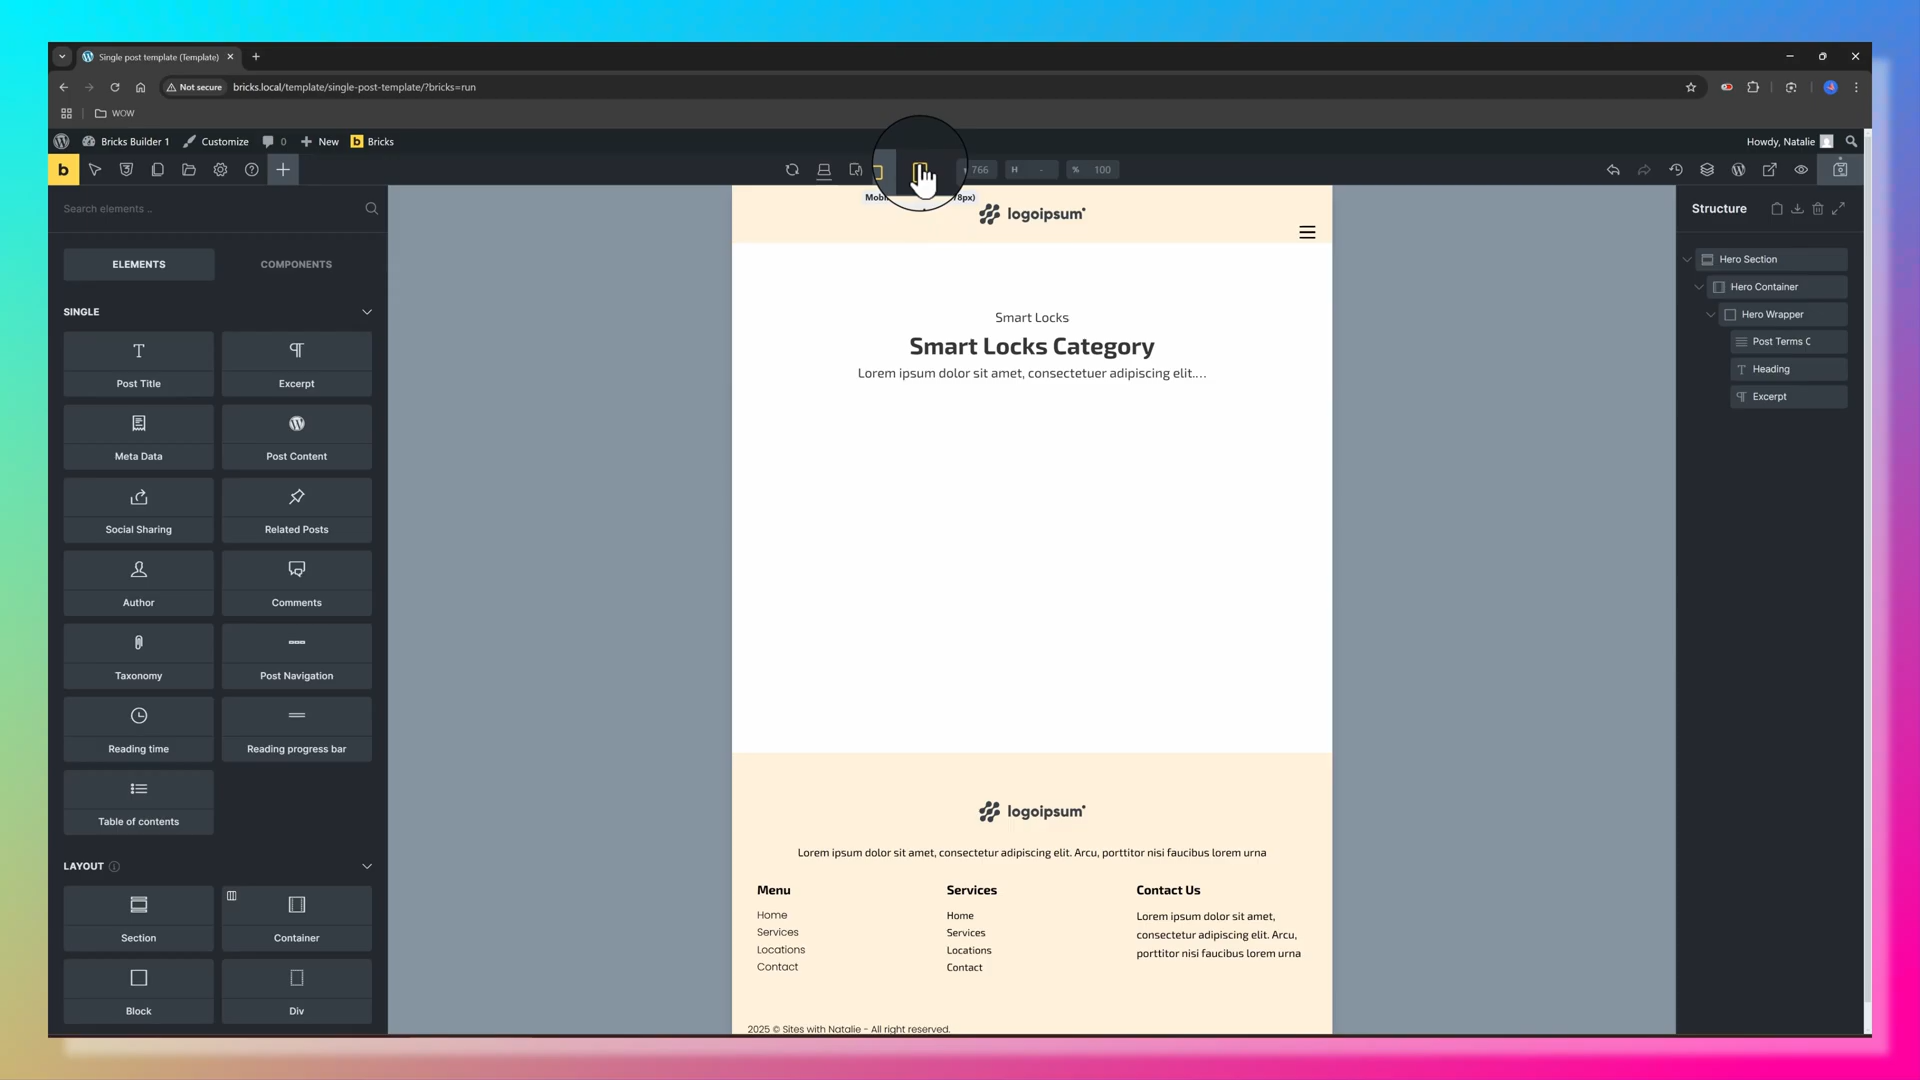 Single post template (Template)
Not secure
bricks.local/template/single-post-template/?bricks=run
WOW
Bricks Builder 1
Customize
0
New
Bricks
Howdy, Natalie
b
766
H
-
%
100
Search elements ..
ELEMENTS
COMPONENTS
SINGLE
Post Title
Excerpt
Meta Data
Post Content
Social Sharing
Related Posts
Author
Comments
Taxonomy
Post Navigation
Reading time
Reading progress bar
Table of contents
LAYOUT
Section
Container
Block
Div
logoipsum
Smart Locks
Smart Locks Category
Lorem ipsum dolor sit amet, consectetuer adipiscing elit.…
logoipsum
Lorem ipsum dolor sit amet, consectetur adipiscing elit. Arcu, porttitor nisi faucibus lorem urna
Menu
Home
Services
Locations
Contact
Services
Home
Services
Locations
Contact
Contact Us
Lorem ipsum dolor sit amet,
consectetur adipiscing elit. Arcu,
porttitor nisi faucibus lorem urna
2025 © Sites with Natalie - All right reserved.
Structure
Hero Section
Hero Container
Hero Wrapper
Post Terms C
Heading
Excerpt